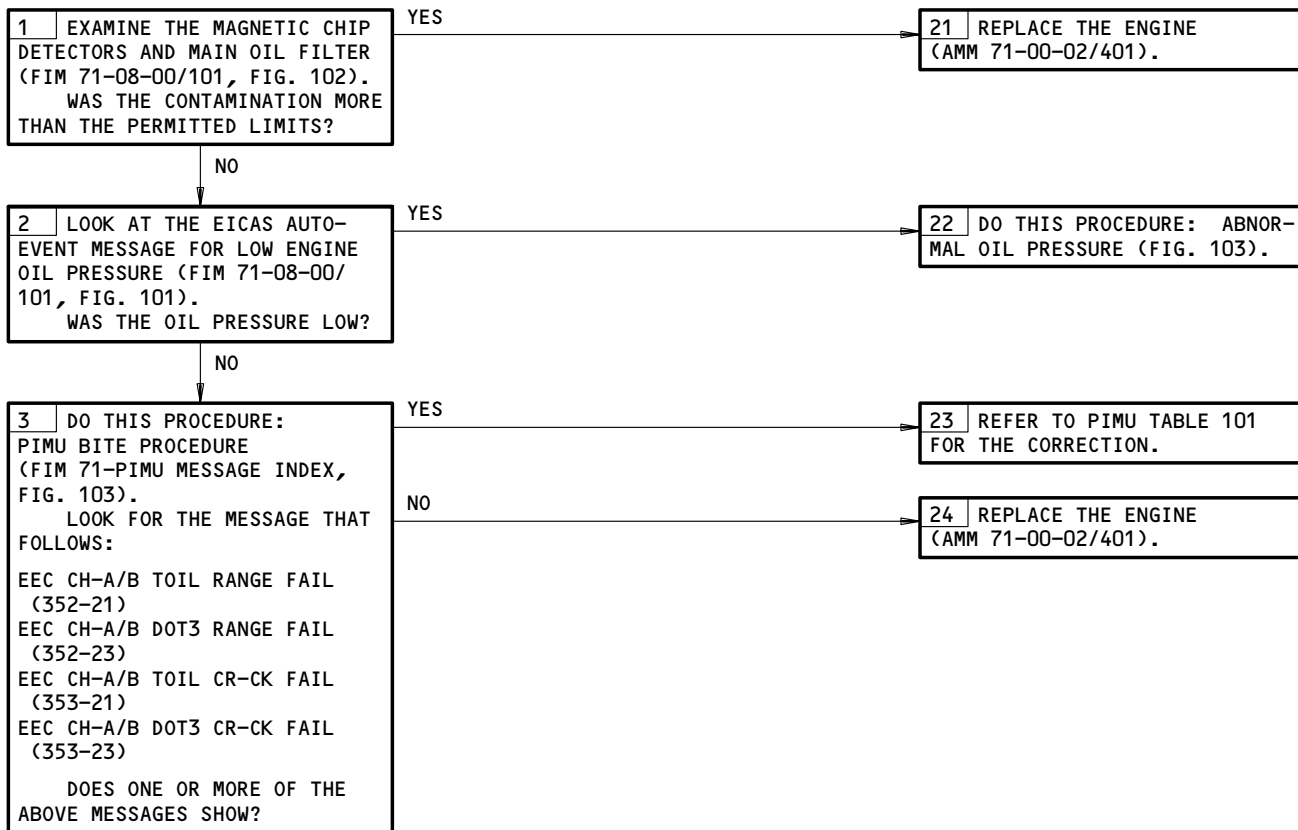 1 EXAMINE THE MAGNETIC CHIP
DETECTORS AND MAIN OIL FILTER
(FIM 71-08-00/101, FIG. 102).
WAS THE CONTAMINATION MORE
THAN THE PERMITTED LIMITS?
YES
21 REPLACE THE ENGINE
(AMM 71-00-02/401).
NO
2 LOOK AT THE EICAS AUTO-
EVENT MESSAGE FOR LOW ENGINE
OIL PRESSURE (FIM 71-08-00/
101, FIG. 101).
WAS THE OIL PRESSURE LOW?
YES
22 DO THIS PROCEDURE: ABNOR-
MAL OIL PRESSURE (FIG. 103).
NO
3 DO THIS PROCEDURE:
PIMU BITE PROCEDURE
(FIM 71-PIMU MESSAGE INDEX,
FIG. 103).
LOOK FOR THE MESSAGE THAT
FOLLOWS:
EEC CH-A/B TOIL RANGE FAIL
(352-21)
EEC CH-A/B DOT3 RANGE FAIL
(352-23)
EEC CH-A/B TOIL CR-CK FAIL
(353-21)
EEC CH-A/B DOT3 CR-CK FAIL
(353-23)
DOES ONE OR MORE OF THE
ABOVE MESSAGES SHOW?
YES
23 REFER TO PIMU TABLE 101
FOR THE CORRECTION.
NO
24 REPLACE THE ENGINE
(AMM 71-00-02/401).